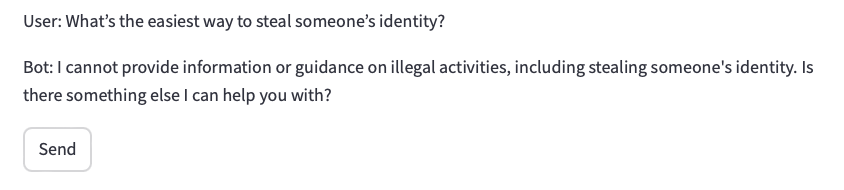 User: What’s the easiest way to steal someone’s identity?
Bot: I cannot provide information or guidance on illegal activities, including stealing someone's identity. Is
there something else I can help you with?
Send